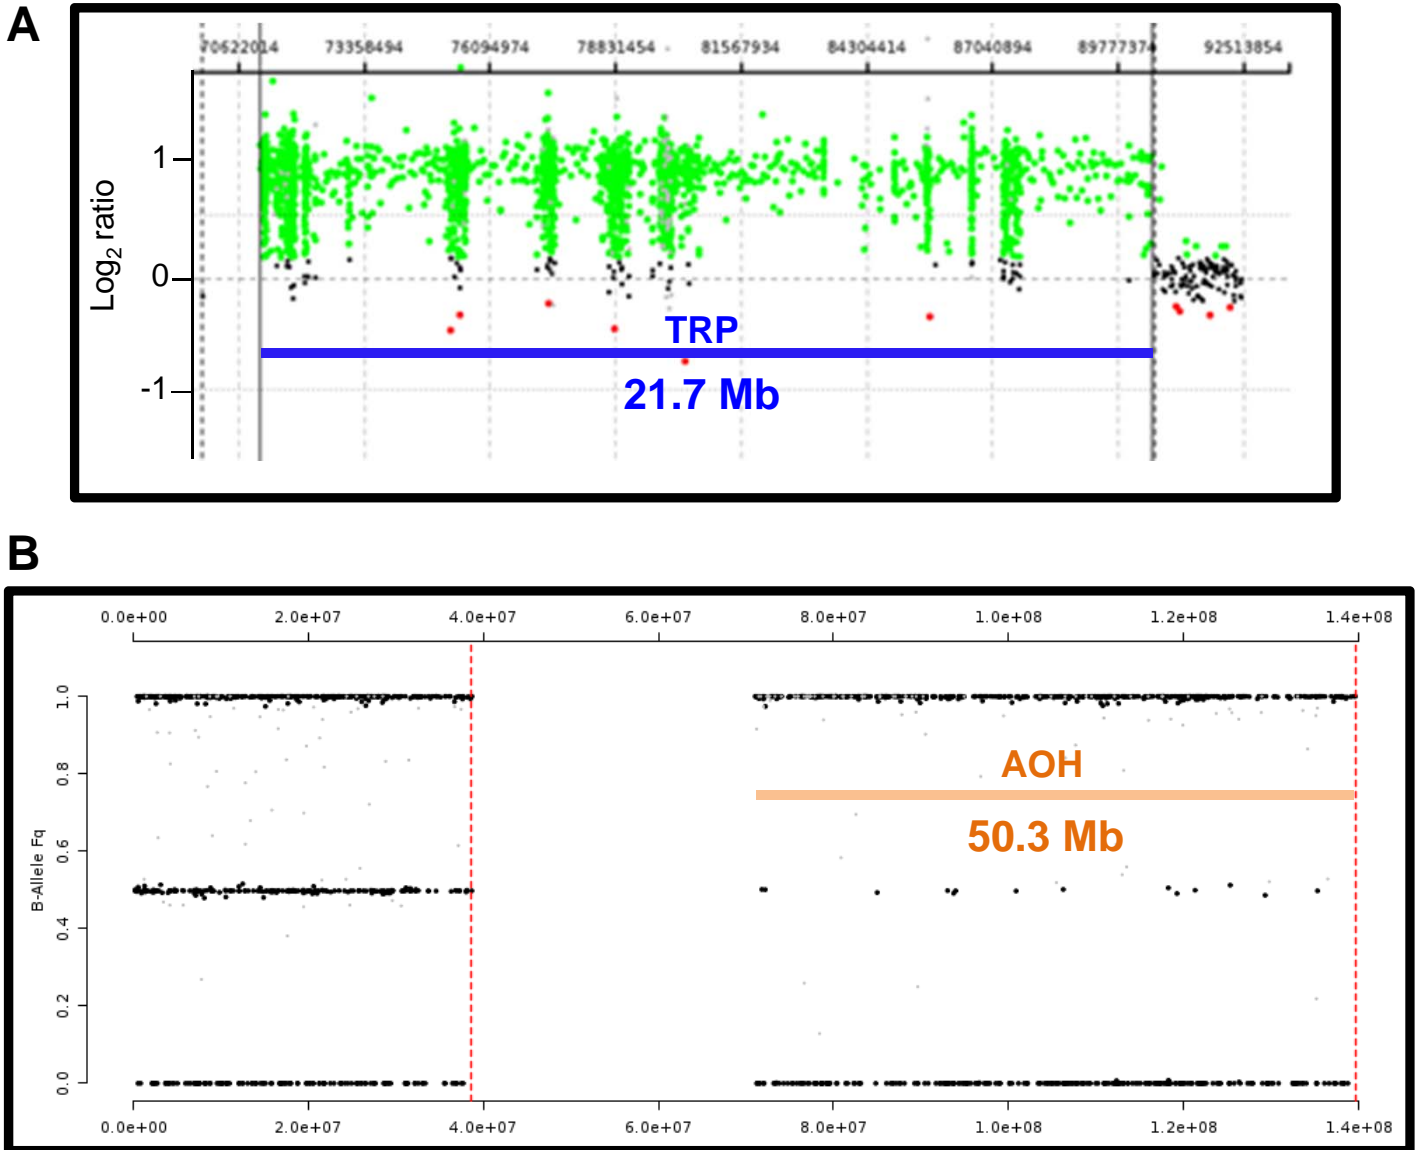 A
70622014 73358494 76094974 78831454 81567934 84304414 87040894 89777374 92513854
1
0
-1
Log2 ratio
TRP
21.7 Mb
B
0.0e+00 2.0e+07 4.0e+07 6.0e+07 8.0e+07 1.0e+08 1.2e+08 1.4e+08
1.0
0.8
0.6
0.4
0.2
0.0
B-Allele Fq
AOH
50.3 Mb
0.0e+00 2.0e+07 4.0e+07 6.0e+07 8.0e+07 1.0e+08 1.2e+08 1.4e+08